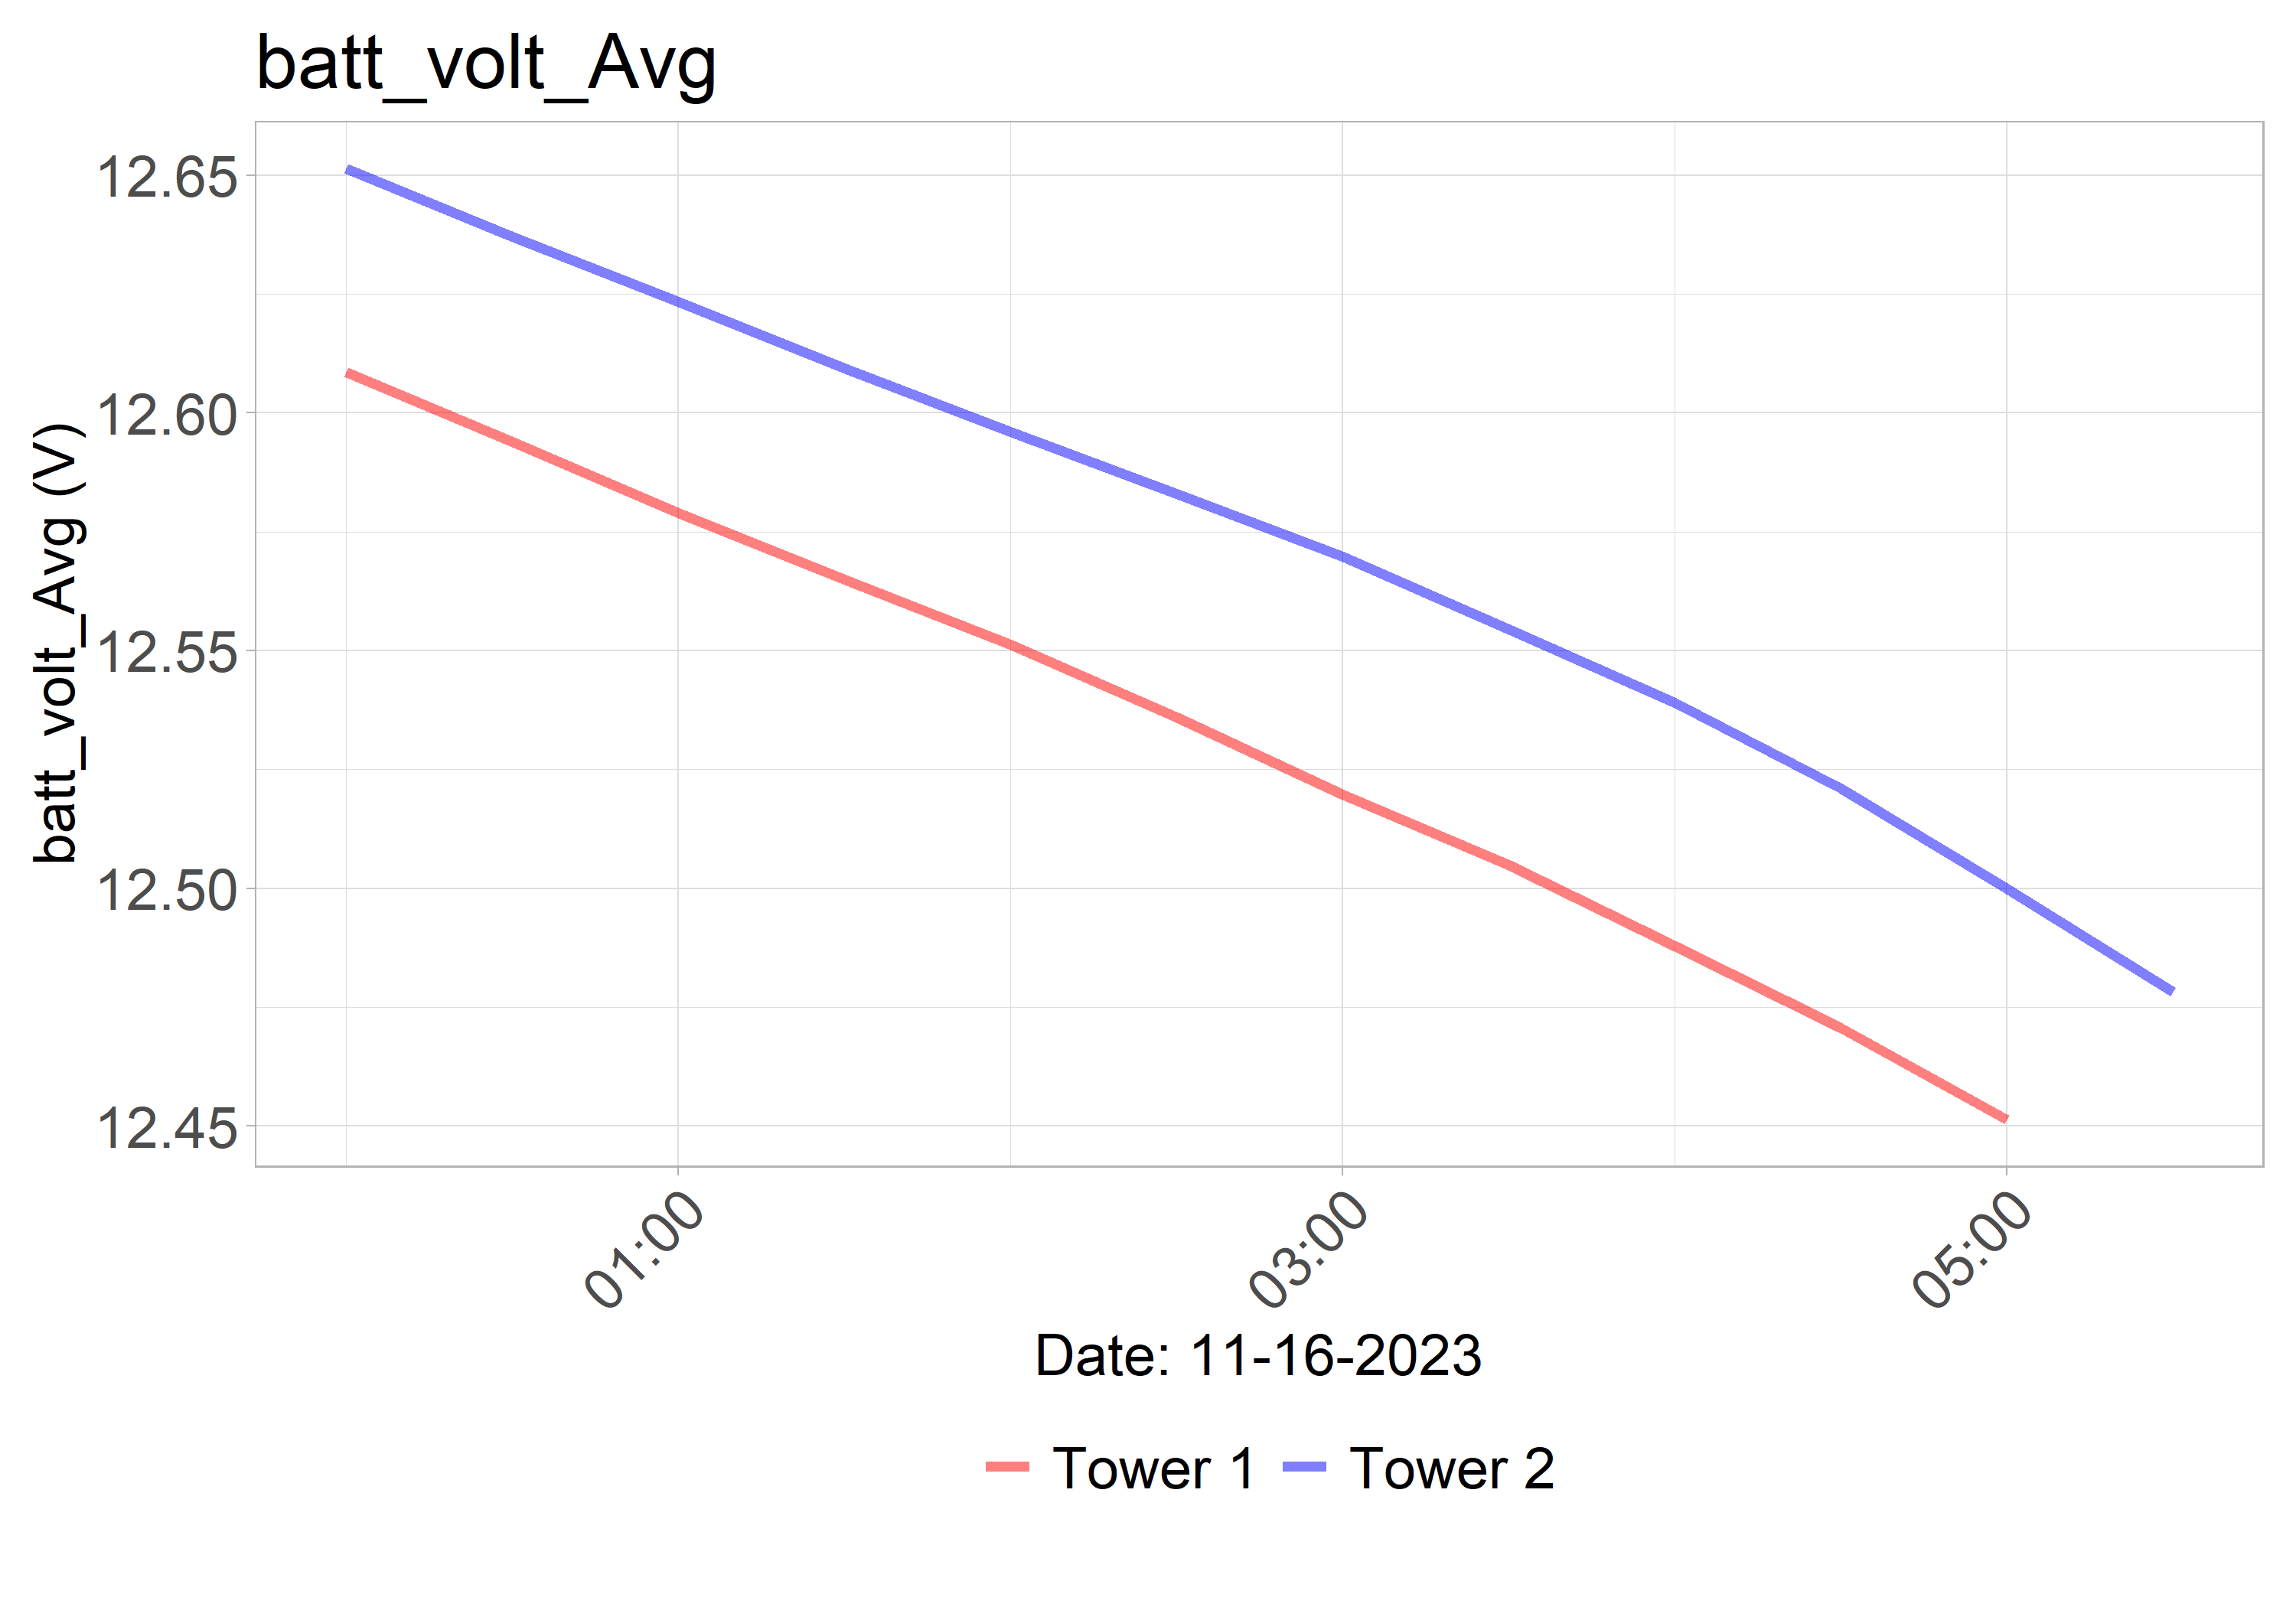 batt_volt_Avg
batt_volt_Avg (V)
12.65
12.60
12.55
12.50
12.45
01:00
03:00
05:00
Date: 11-16-2023
Tower 1
Tower 2